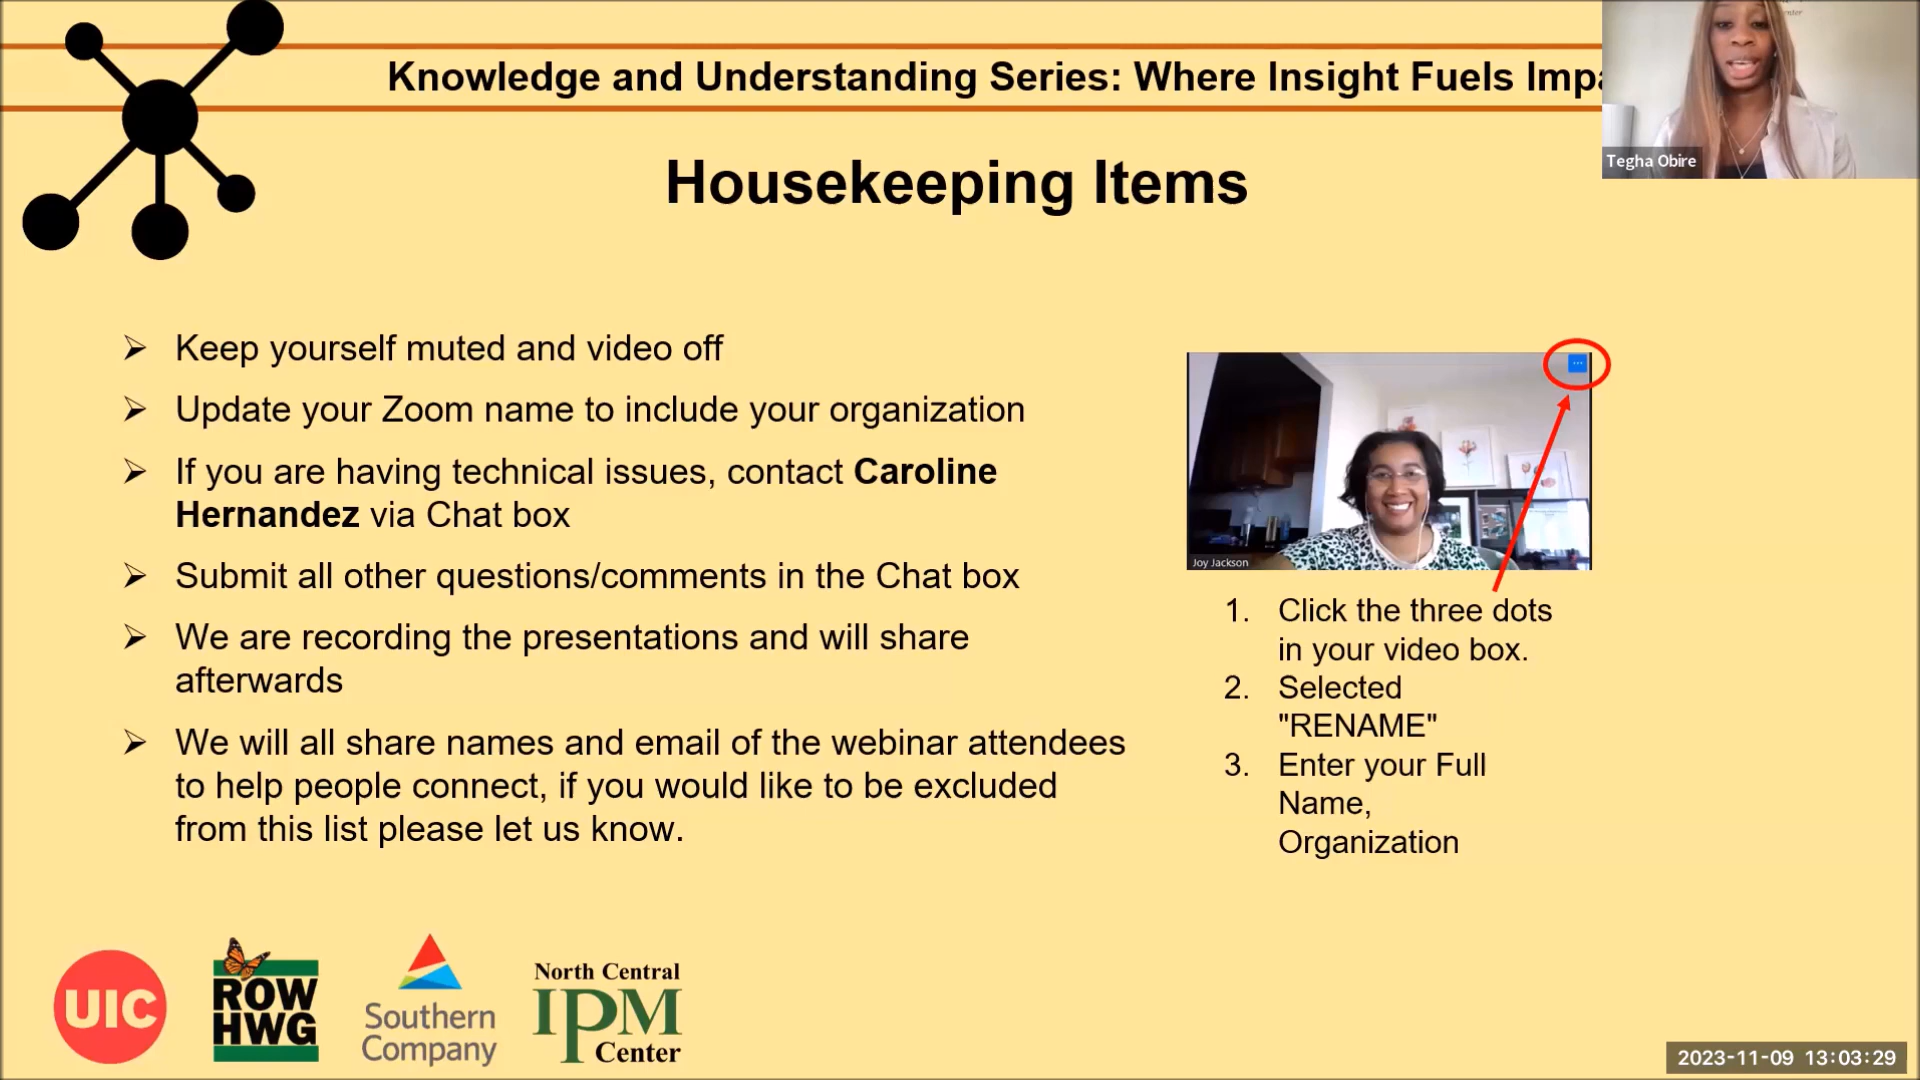 Knowledge and Understanding Series: Where Insight Fuels Impa
Tegha Obire
Housekeeping Items
➢ Keep yourself muted and video off
➢ Update your Zoom name to include your organization
➢ If you are having technical issues, contact Caroline
Hernandez via Chat box
➢ Submit all other questions/comments in the Chat box
➢ We are recording the presentations and will share
afterwards
➢ We will all share names and email of the webinar attendees
to help people connect, if you would like to be excluded
from this list please let us know.
Joy Jackson
1. Click the three dots
in your video box.
2. Selected
"RENAME"
3. Enter your Full
Name,
Organization
UIC
ROW
HWG
Southern
Company
North Central
IPM
Center
2023-11-09 13:03:29